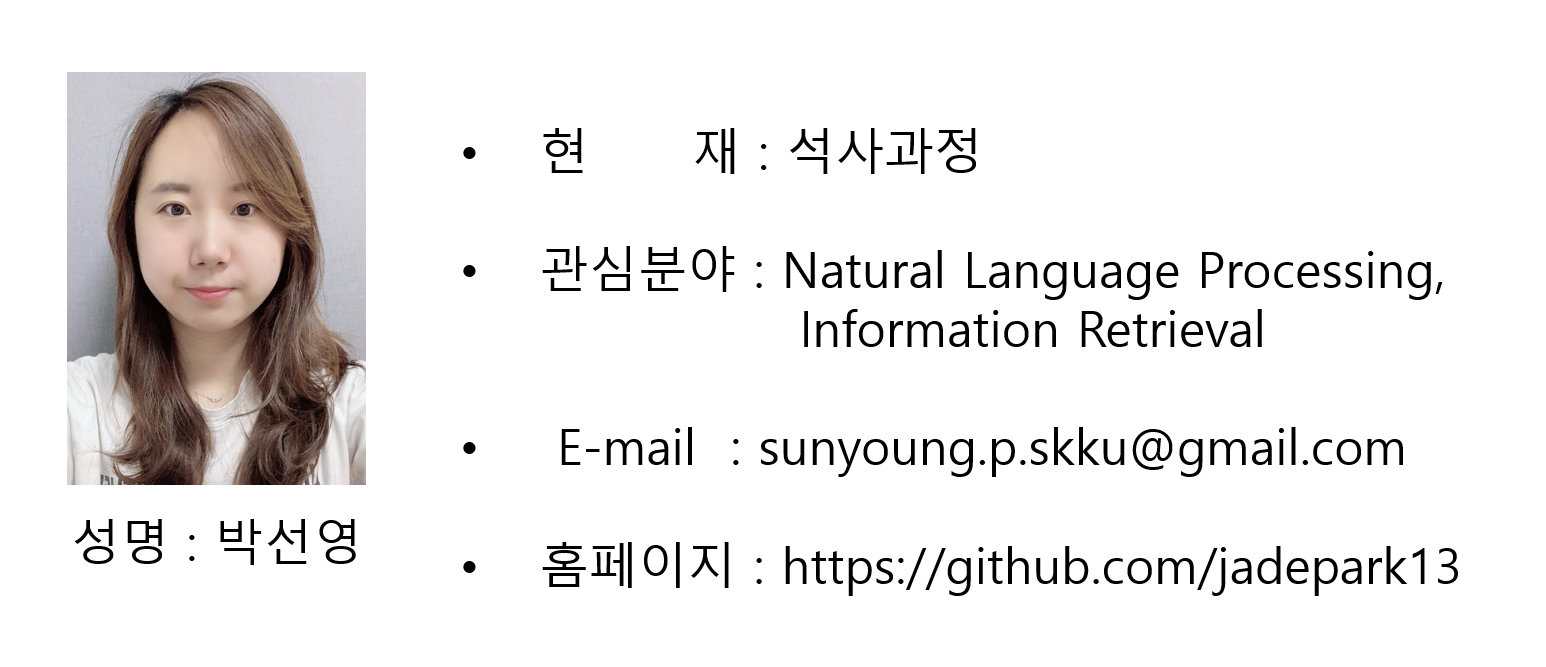 • 현 재 : 석사과정
• 관심분야 : Natural Language Processing,
Information Retrieval
• E-mail : sunyoung.p.skku@gmail.com
• 홈페이지 : https://github.com/jadepark13
성명 : 박선영